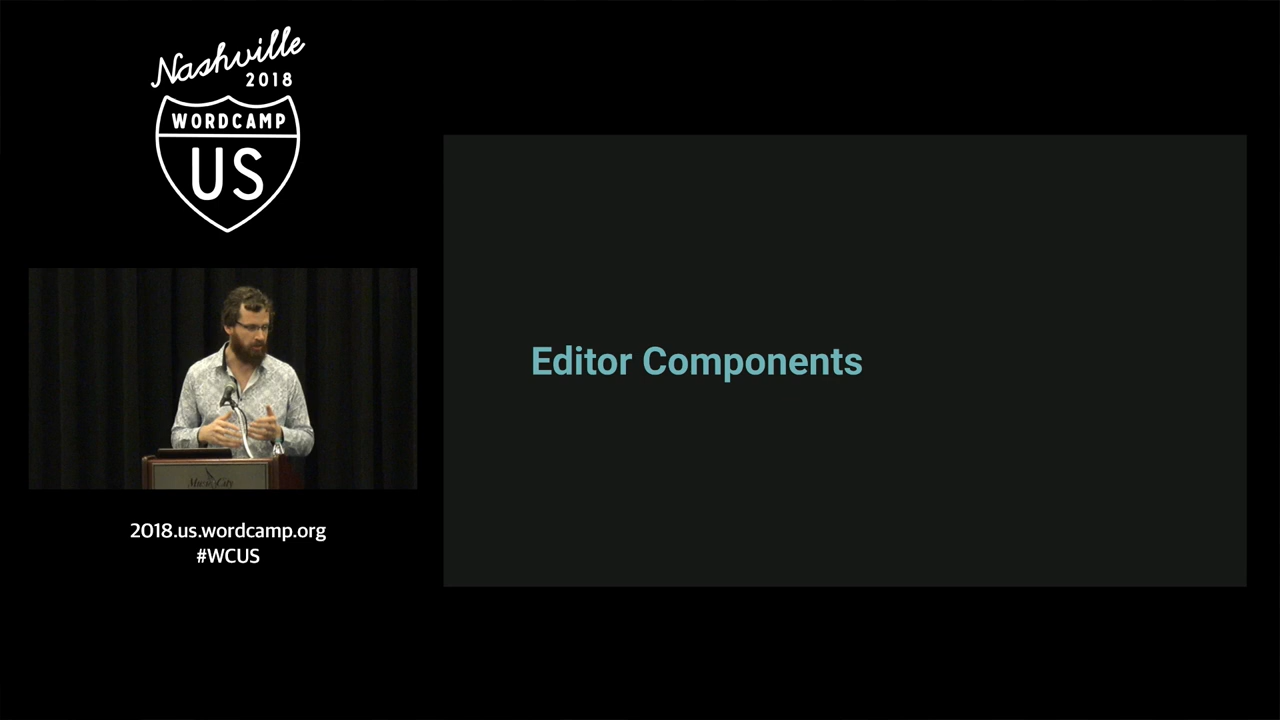 Nashville
2018
WORDCAMP
US
Editor Components
2018.us.wordcamp.org
#WCUS